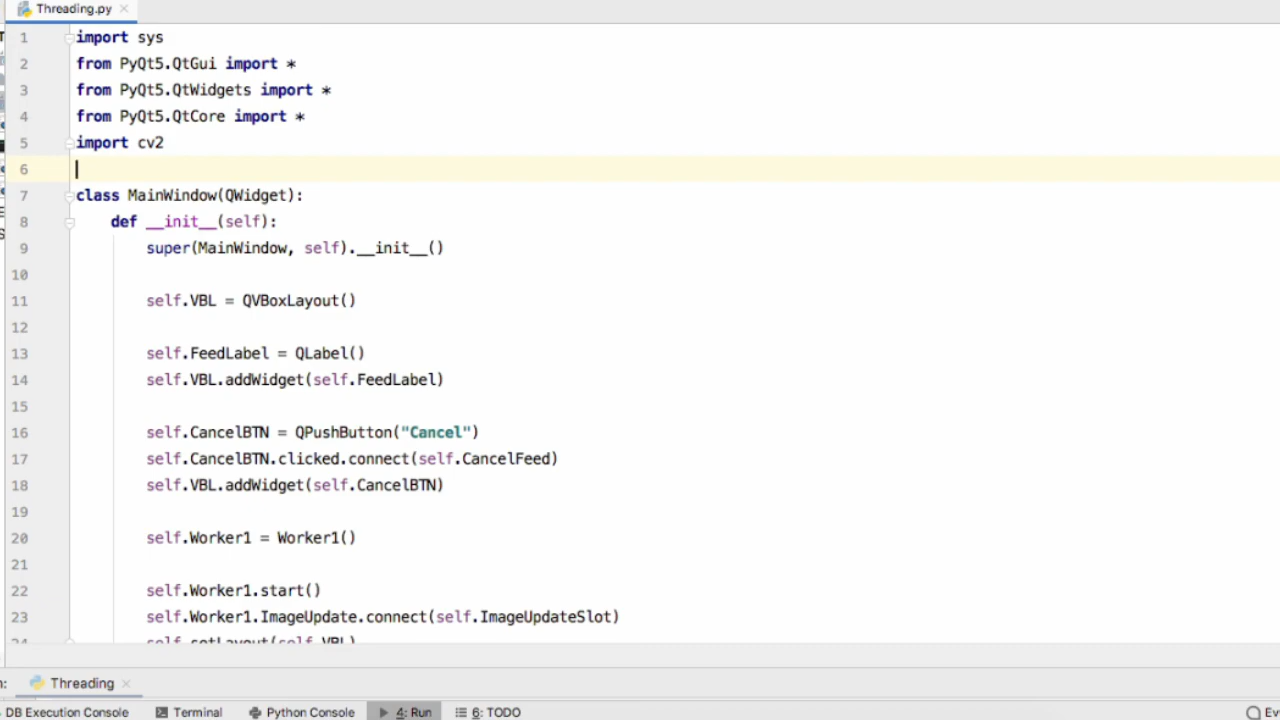 Threading.py
1 import sys
2 from PyQt5.QtGui import *
3 from PyQt5.QtWidgets import *
4 from PyQt5.QtCore import *
5 import cv2
6
7 class MainWindow(QWidget):
8 def __init__(self):
9 super(MainWindow, self).__init__()
10
11 self.VBL = QVBoxLayout()
12
13 self.FeedLabel = QLabel()
14 self.VBL.addWidget(self.FeedLabel)
15
16 self.CancelBTN = QPushButton("Cancel")
17 self.CancelBTN.clicked.connect(self.CancelFeed)
18 self.VBL.addWidget(self.CancelBTN)
19
20 self.Worker1 = Worker1()
21
22 self.Worker1.start()
23 self.Worker1.ImageUpdate.connect(self.ImageUpdateSlot)
24 self.setLayout(self.VBL)
Threading
DB Execution Console Terminal Python Console 4: Run 6: TODO